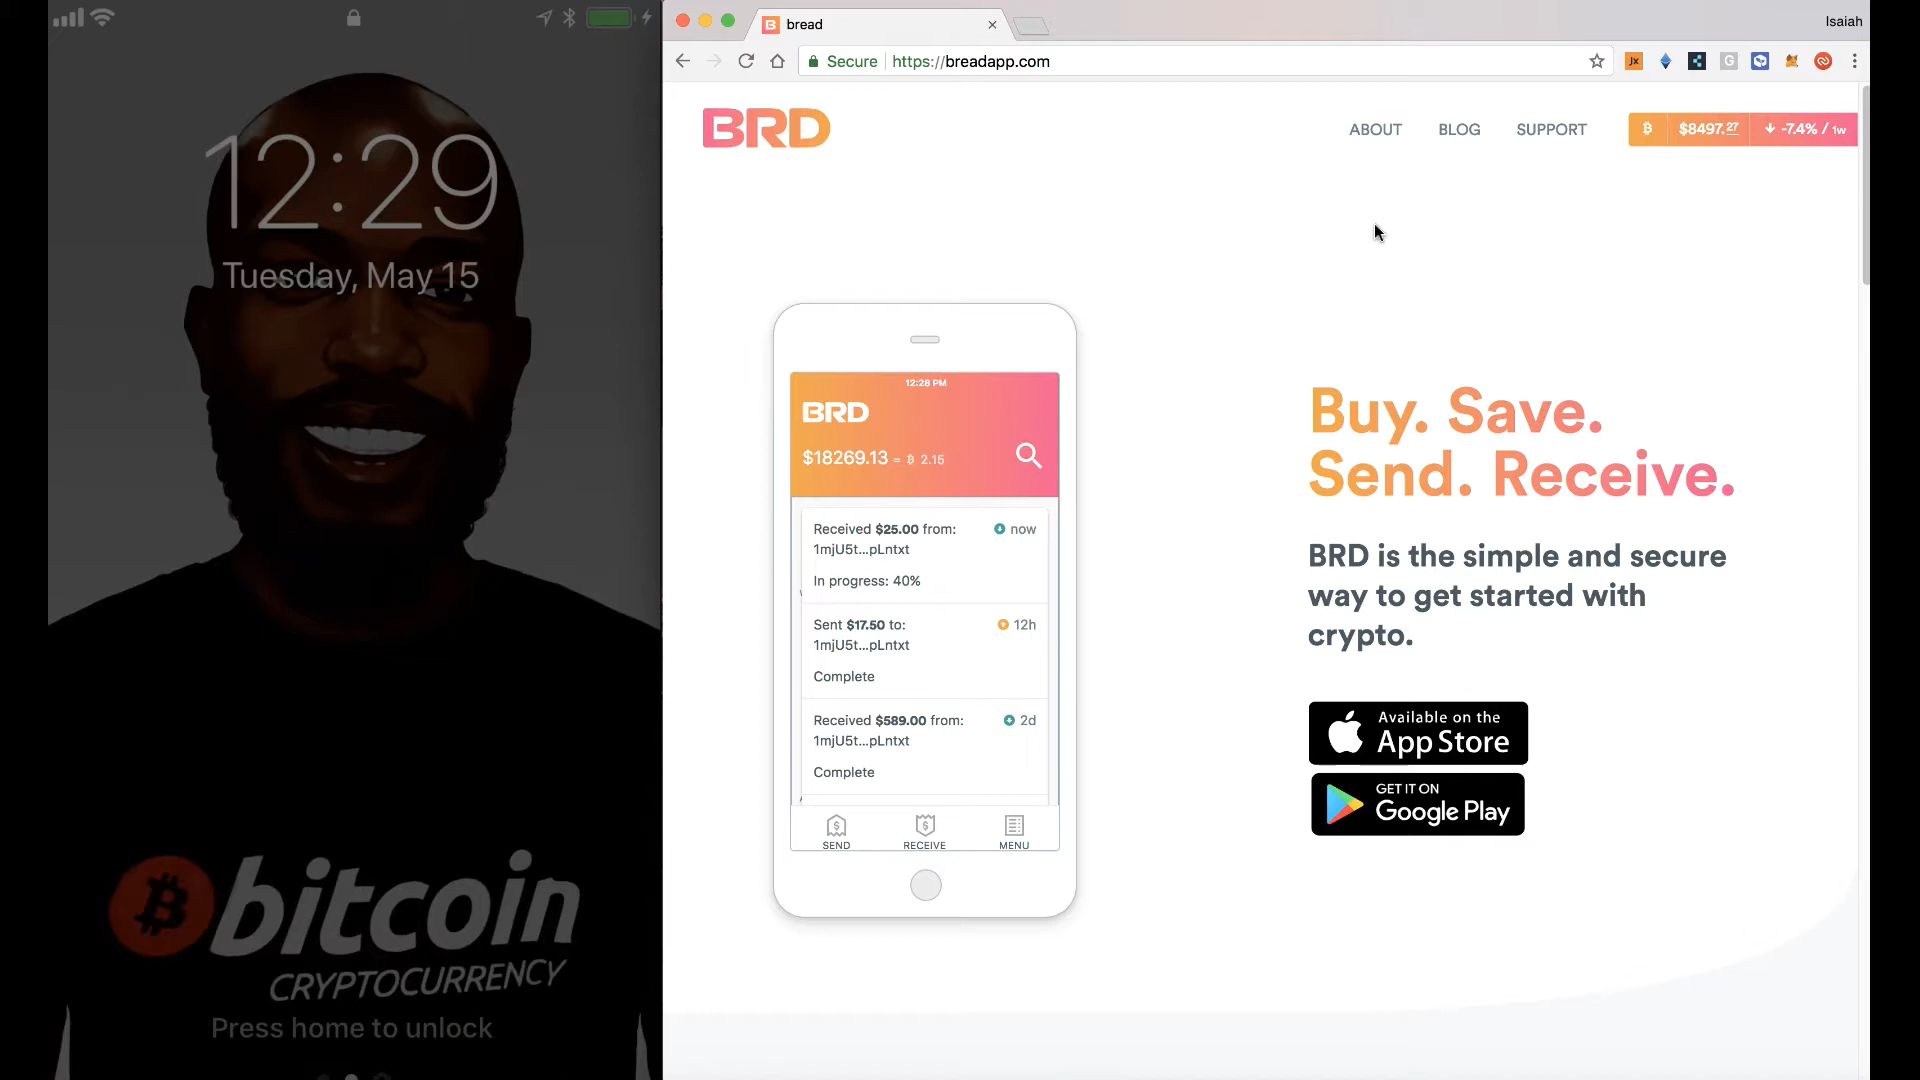 12:29
Tuesday, May 15
bitcoin
CRYPTOCURRENCY
Press home to unlock
bread
Isaiah
Secure
https://breadapp.com
BRD
ABOUT
BLOG
SUPPORT
$8497.27
-7.4% / 1w
12:28 PM
BRD
$18269.13 = ₿ 2.15
Received $25.00 from:
now
1mjU5t...pLntxt
In progress: 40%
Sent $17.50 to:
12h
1mjU5t...pLntxt
Complete
Received $589.00 from:
2d
1mjU5t...pLntxt
Complete
SEND
RECEIVE
MENU
Buy. Save.
Send. Receive.
BRD is the simple and secure
way to get started with
crypto.
Available on the
App Store
GET IT ON
Google Play